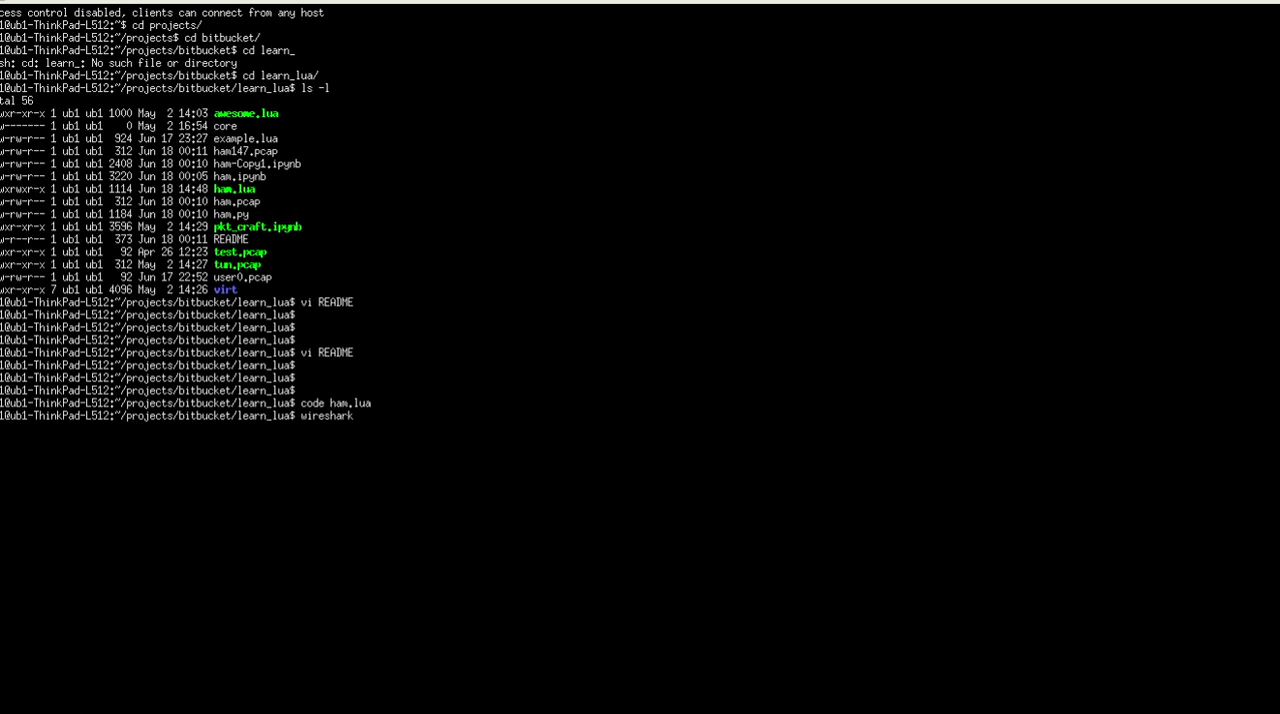 cess control disabled, clients can connect from any host
1@ub1-ThinkPad-L512:~$ cd projects/
1@ub1-ThinkPad-L512:~/projects$ cd bitbucket/
1@ub1-ThinkPad-L512:~/projects/bitbucket$ cd learn_
sh: cd: learn_: No such file or directory
1@ub1-ThinkPad-L512:~/projects/bitbucket$ cd learn_lua/
1@ub1-ThinkPad-L512:~/projects/bitbucket/learn_lua$ ls -l
tal 56
wxr-xr-x 1 ub1 ub1 1000 May  2 14:03 awesome.lua
w------- 1 ub1 ub1    0 May  2 16:54 core
w-rw-r-- 1 ub1 ub1  924 Jun 17 23:27 example.lua
w-rw-r-- 1 ub1 ub1  312 Jun 18 00:11 ham147.pcap
w-rw-r-- 1 ub1 ub1 2408 Jun 18 00:10 ham-Copy1.ipynb
w-rw-r-- 1 ub1 ub1 3220 Jun 18 00:05 ham.ipynb
wxrwxr-x 1 ub1 ub1 1114 Jun 18 14:48 ham.lua
w-rw-r-- 1 ub1 ub1  312 Jun 18 00:10 ham.pcap
w-rw-r-- 1 ub1 ub1 1184 Jun 18 00:10 ham.py
wxr-xr-x 1 ub1 ub1 3596 May  2 14:29 pkt_craft.ipynb
w-r--r-- 1 ub1 ub1  373 Jun 18 00:11 README
wxr-xr-x 1 ub1 ub1   92 Apr 26 12:23 test.pcap
wxr-xr-x 1 ub1 ub1  312 May  2 14:27 tun.pcap
w-rw-r-- 1 ub1 ub1   92 Jun 17 22:52 user0.pcap
wxr-xr-x 7 ub1 ub1 4096 May  2 14:26 virt
1@ub1-ThinkPad-L512:~/projects/bitbucket/learn_lua$ vi README
1@ub1-ThinkPad-L512:~/projects/bitbucket/learn_lua$
1@ub1-ThinkPad-L512:~/projects/bitbucket/learn_lua$
1@ub1-ThinkPad-L512:~/projects/bitbucket/learn_lua$
1@ub1-ThinkPad-L512:~/projects/bitbucket/learn_lua$ vi README
1@ub1-ThinkPad-L512:~/projects/bitbucket/learn_lua$
1@ub1-ThinkPad-L512:~/projects/bitbucket/learn_lua$
1@ub1-ThinkPad-L512:~/projects/bitbucket/learn_lua$
1@ub1-ThinkPad-L512:~/projects/bitbucket/learn_lua$ code ham.lua
1@ub1-ThinkPad-L512:~/projects/bitbucket/learn_lua$ wireshark